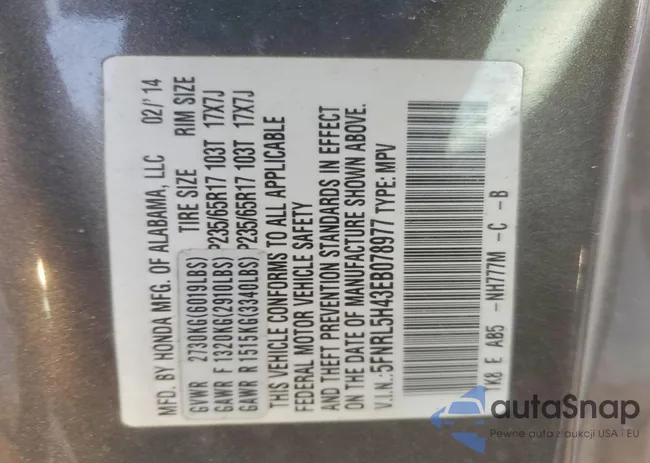 MFD. BY HONDA MFG. OF ALABAMA, LLC 02/'14
TIRE SIZE RIM SIZE
GVWR 2730KG(6019LBS)
GAWR F 1320KG(2910LBS) P235/65R17 103T 17X7J
GAWR R 1515KG(3340LBS) P235/65R17 103T 17X7J
THIS VEHICLE CONFORMS TO ALL APPLICABLE
FEDERAL MOTOR VEHICLE SAFETY
AND THEFT PREVENTION STANDARDS IN EFFECT
ON THE DATE OF MANUFACTURE SHOWN ABOVE.
V.I.N.:5FNRL5H43EB078977 TYPE: MPV
TK8 E AB5 -NH777M -C -B
autaSnap
Pewne auta z aukcji USA i EU